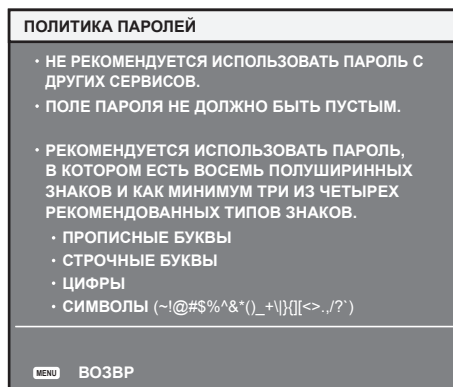 ПОЛИТИКА ПАРОЛЕЙ
· НЕ РЕКОМЕНДУЕТСЯ ИСПОЛЬЗОВАТЬ ПАРОЛЬ С
ДРУГИХ СЕРВИСОВ.
· ПОЛЕ ПАРОЛЯ НЕ ДОЛЖНО БЫТЬ ПУСТЫМ.
· РЕКОМЕНДУЕТСЯ ИСПОЛЬЗОВАТЬ ПАРОЛЬ,
В КОТОРОМ ЕСТЬ ВОСЕМЬ ПОЛУШИРИННЫХ
ЗНАКОВ И КАК МИНИМУМ ТРИ ИЗ ЧЕТЫРЕХ
РЕКОМЕНДОВАННЫХ ТИПОВ ЗНАКОВ.
· ПРОПИСНЫЕ БУКВЫ
· СТРОЧНЫЕ БУКВЫ
· ЦИФРЫ
· СИМВОЛЫ (~!@#$%^&*()_+\|}{][<>.,/?`)
MENU ВОЗВР